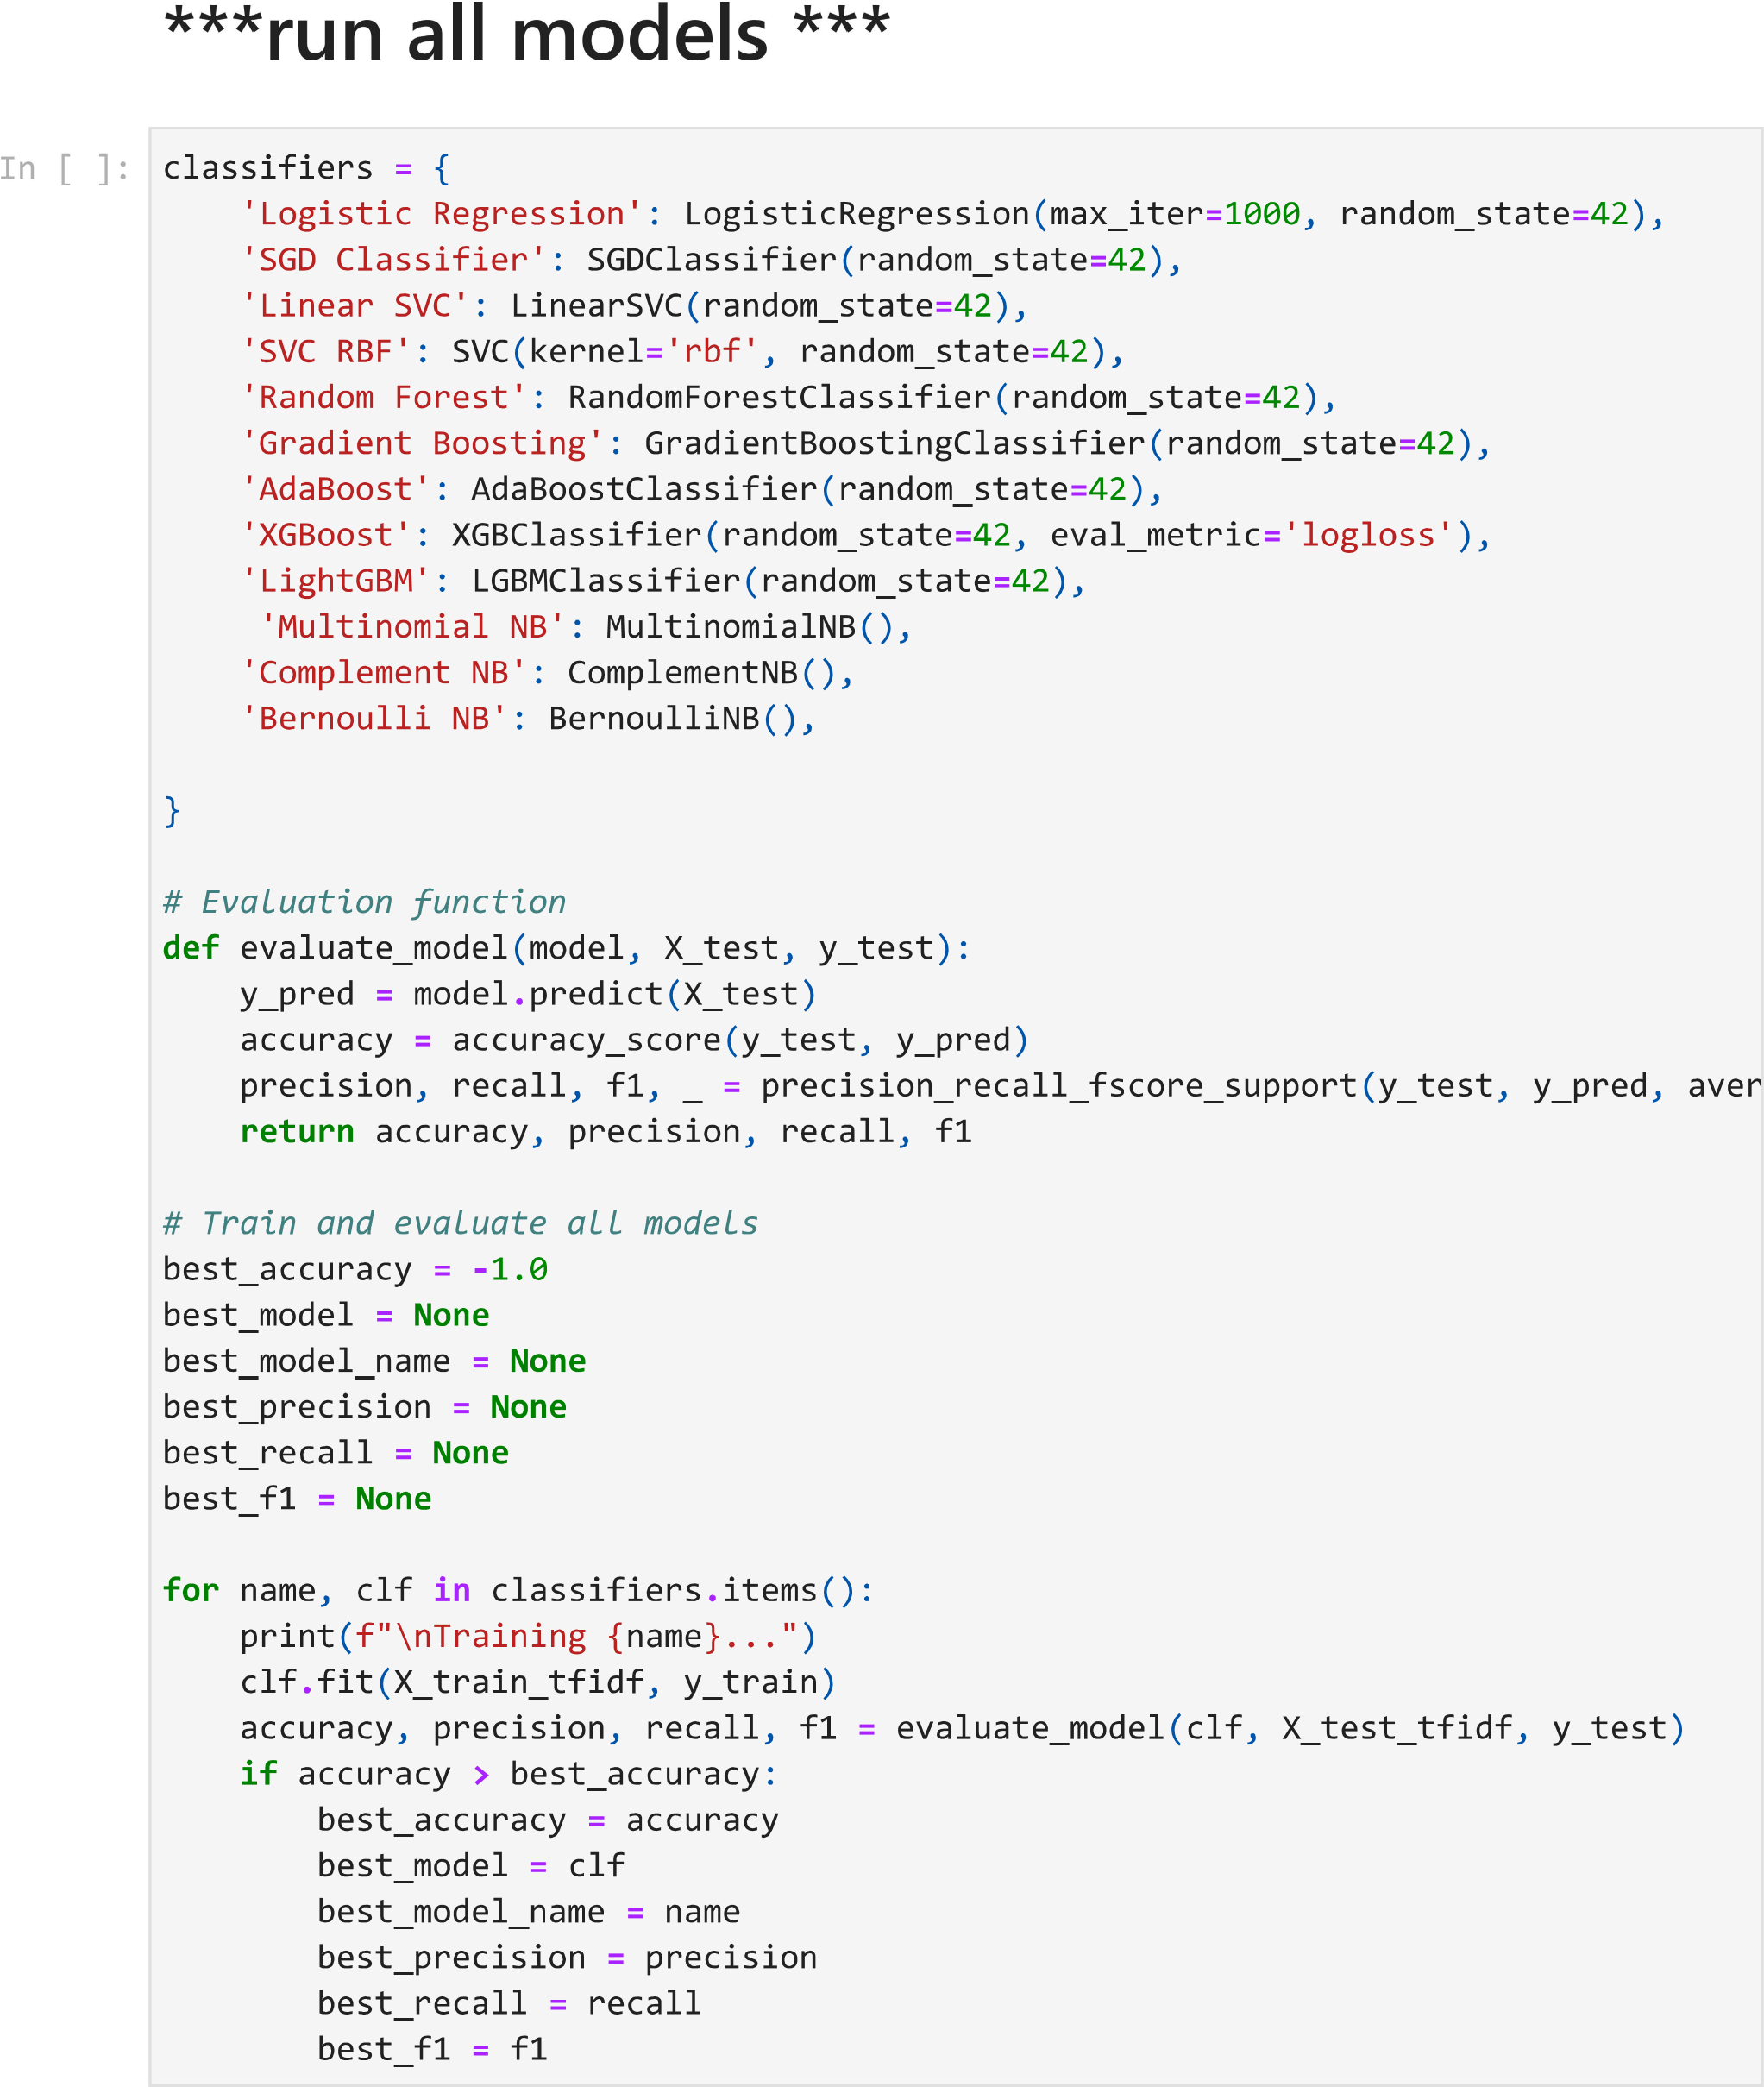 ***run all models ***
In [ ]:
classifiers = {
    'Logistic Regression': LogisticRegression(max_iter=1000, random_state=42),
    'SGD Classifier': SGDClassifier(random_state=42),
    'Linear SVC': LinearSVC(random_state=42),
    'SVC RBF': SVC(kernel='rbf', random_state=42),
    'Random Forest': RandomForestClassifier(random_state=42),
    'Gradient Boosting': GradientBoostingClassifier(random_state=42),
    'AdaBoost': AdaBoostClassifier(random_state=42),
    'XGBoost': XGBClassifier(random_state=42, eval_metric='logloss'),
    'LightGBM': LGBMClassifier(random_state=42),
     'Multinomial NB': MultinomialNB(),
    'Complement NB': ComplementNB(),
    'Bernoulli NB': BernoulliNB(),

}

# Evaluation function
def evaluate_model(model, X_test, y_test):
    y_pred = model.predict(X_test)
    accuracy = accuracy_score(y_test, y_pred)
    precision, recall, f1, _ = precision_recall_fscore_support(y_test, y_pred, aver
    return accuracy, precision, recall, f1

# Train and evaluate all models
best_accuracy = -1.0
best_model = None
best_model_name = None
best_precision = None
best_recall = None
best_f1 = None

for name, clf in classifiers.items():
    print(f"\nTraining {name}...")
    clf.fit(X_train_tfidf, y_train)
    accuracy, precision, recall, f1 = evaluate_model(clf, X_test_tfidf, y_test)
    if accuracy > best_accuracy:
        best_accuracy = accuracy
        best_model = clf
        best_model_name = name
        best_precision = precision
        best_recall = recall
        best_f1 = f1